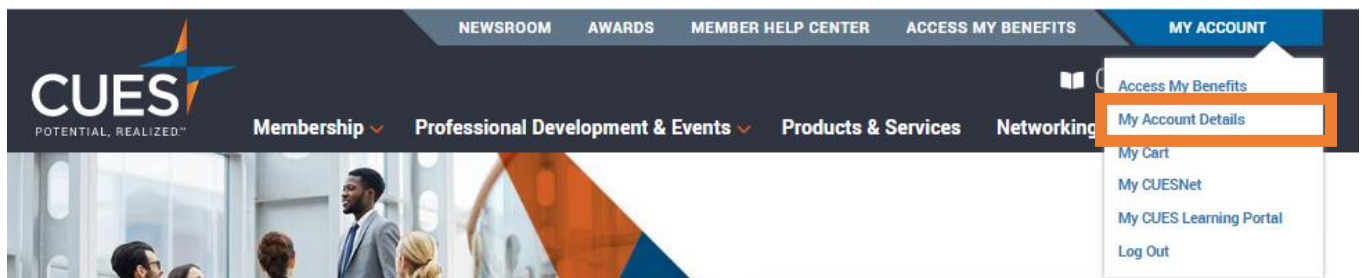 NEWSROOM AWARDS MEMBER HELP CENTER ACCESS MY BENEFITS MY ACCOUNT
CUES
POTENTIAL, REALIZED.™
Membership Professional Development & Events Products & Services Networking
Access My Benefits
My Account Details
My Cart
My CUESNet
My CUES Learning Portal
Log Out